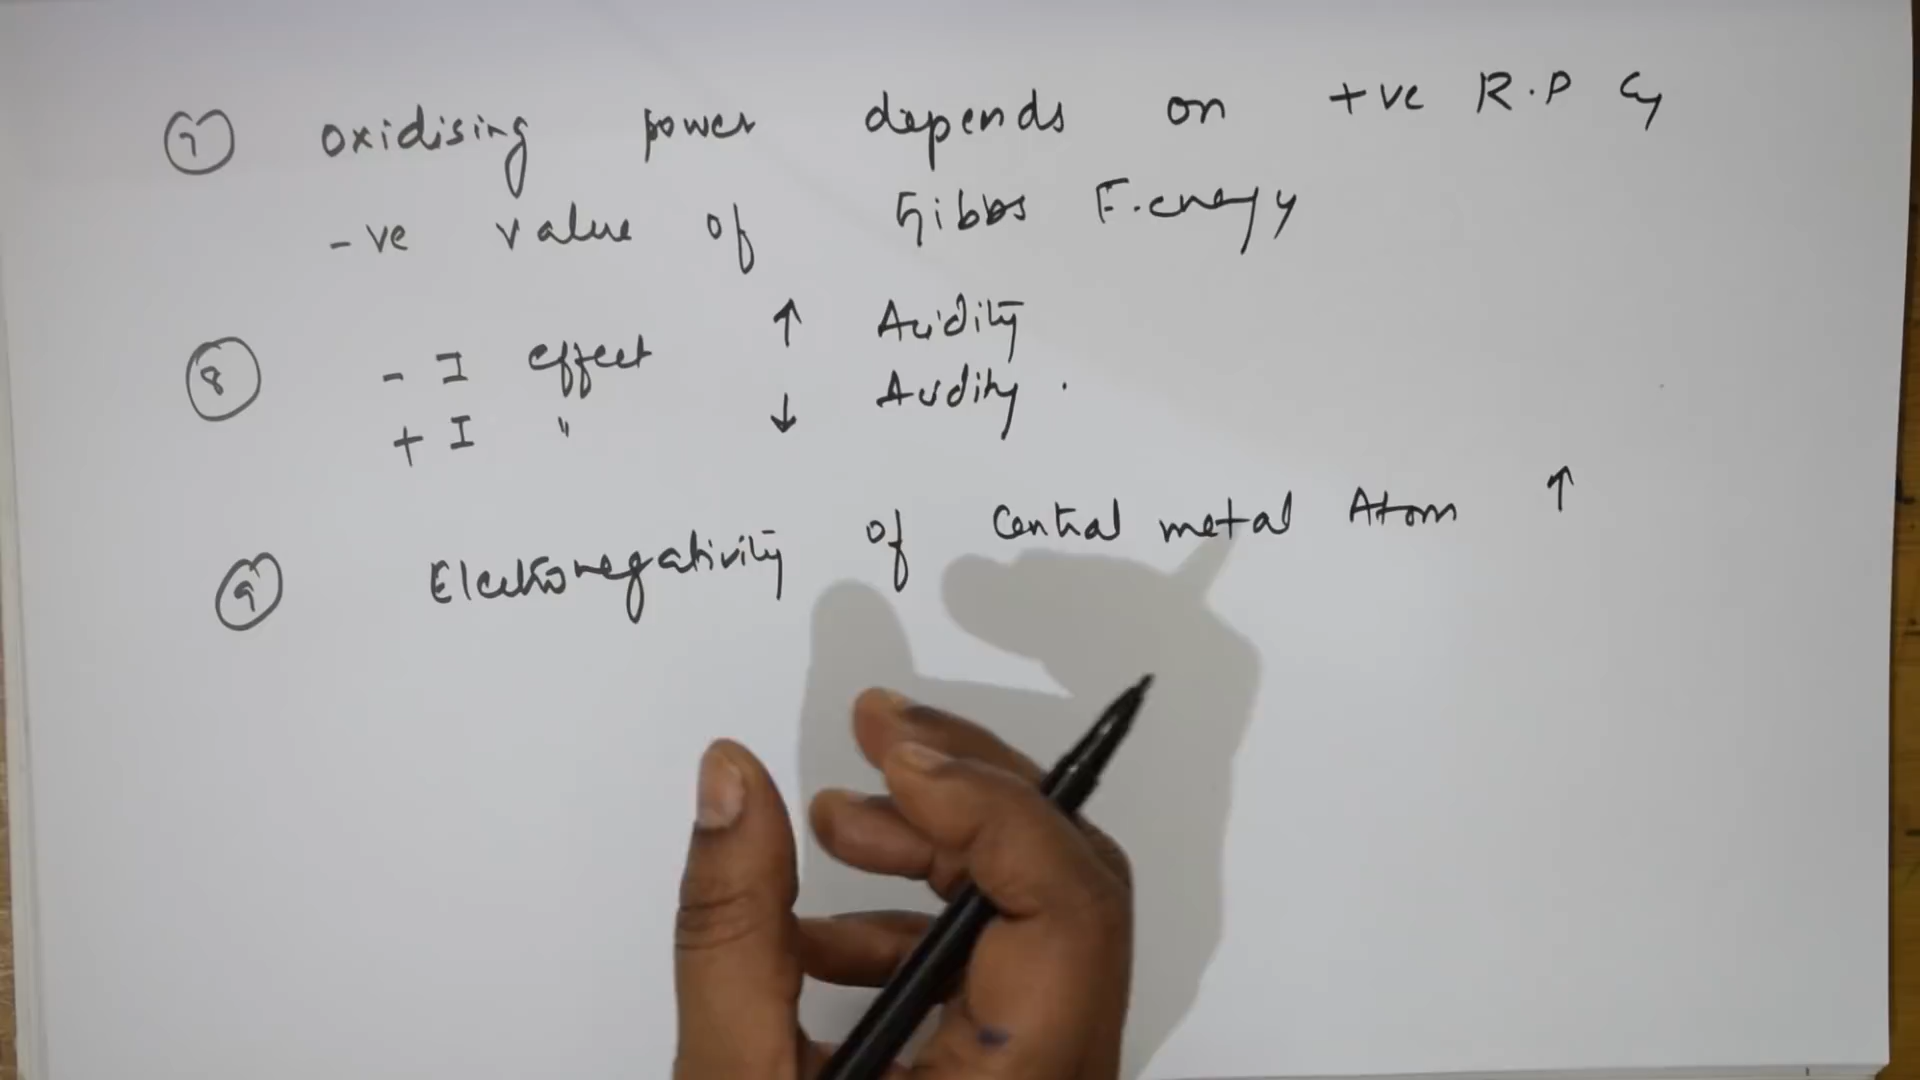 7 oxidising power depends on +ve R.P &
-ve value of Gibbs F.energy
8 - I effect ↑ Acidity
+ I " ↓ Acidity .
9 Electronegativity of Central metal Atom ↑